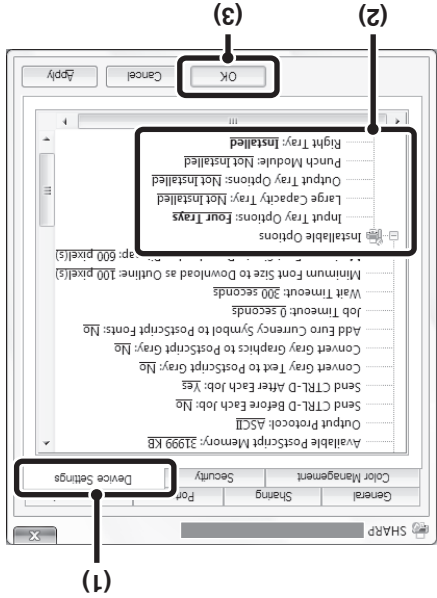 (1)
SHARP
General Sharing
Color Management Security Device Settings
Available PostScript Memory: 31999 KB
Output Protocol: ASCII
Send CTRL-D Before Each Job: No
Send CTRL-D After Each Job: Yes
Convert Gray Text to PostScript Gray: No
Convert Gray Graphics to PostScript Gray: No
Add Euro Currency Symbol to PostScript Fonts: No
Job Timeout: 0 seconds
Wait Timeout: 300 seconds
Minimum Font Size to Download as Outline: 100 pixel(s)
600 pixel(s)
Installable Options
Input Tray Options: Four Trays
Large Capacity Tray: Not Installed
Output Tray Options: Not Installed
Punch Module: Not Installed
Right Tray: Installed
OK Cancel Apply
(2) (3)